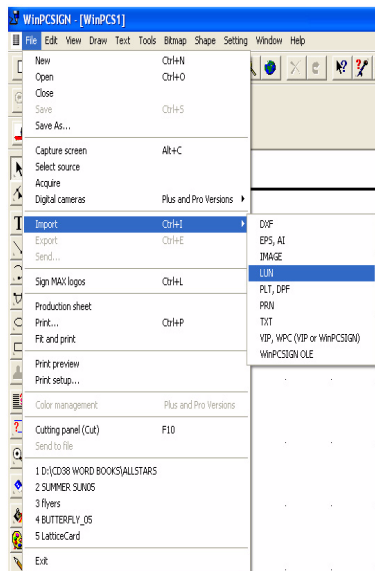 WinPCSIGN - [WinPCS1]
File Edit View Draw Text Tools Bitmap Shape Setting Window Help
New Ctrl+N
Open Ctrl+O
Close
Save Ctrl+S
Save As...
Capture screen Alt+C
Select source
Acquire
Digital cameras Plus and Pro Versions
Import Ctrl+I
Export Ctrl+E
Send...
Sign MAX logos Ctrl+L
Production sheet
Print... Ctrl+P
Fit and print
Print preview
Print setup...
Color management Plus and Pro Versions
Cutting panel (Cut) F10
Send to file
1 D:\CD38 WORD BOOKS\ALLSTARS
2 SUMMER SUN05
3 flyers
4 BUTTERFLY_05
5 LatticeCard
Exit
DXF
EPS, AI
IMAGE
LUN
PLT, DPF
PRN
TXT
VIP, WPC (VIP or WinPCSIGN)
WinPCSIGN OLE